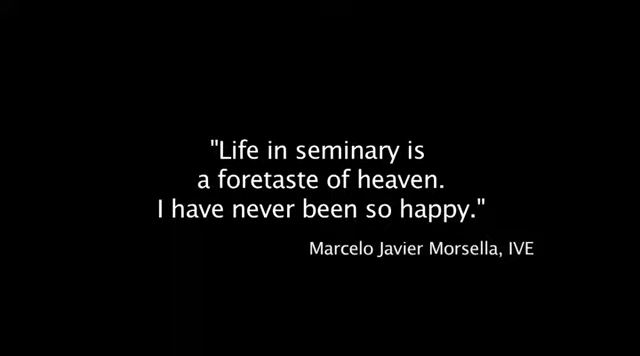 "Life in seminary is
a foretaste of heaven.
I have never been so happy."
Marcelo Javier Morsella, IVE